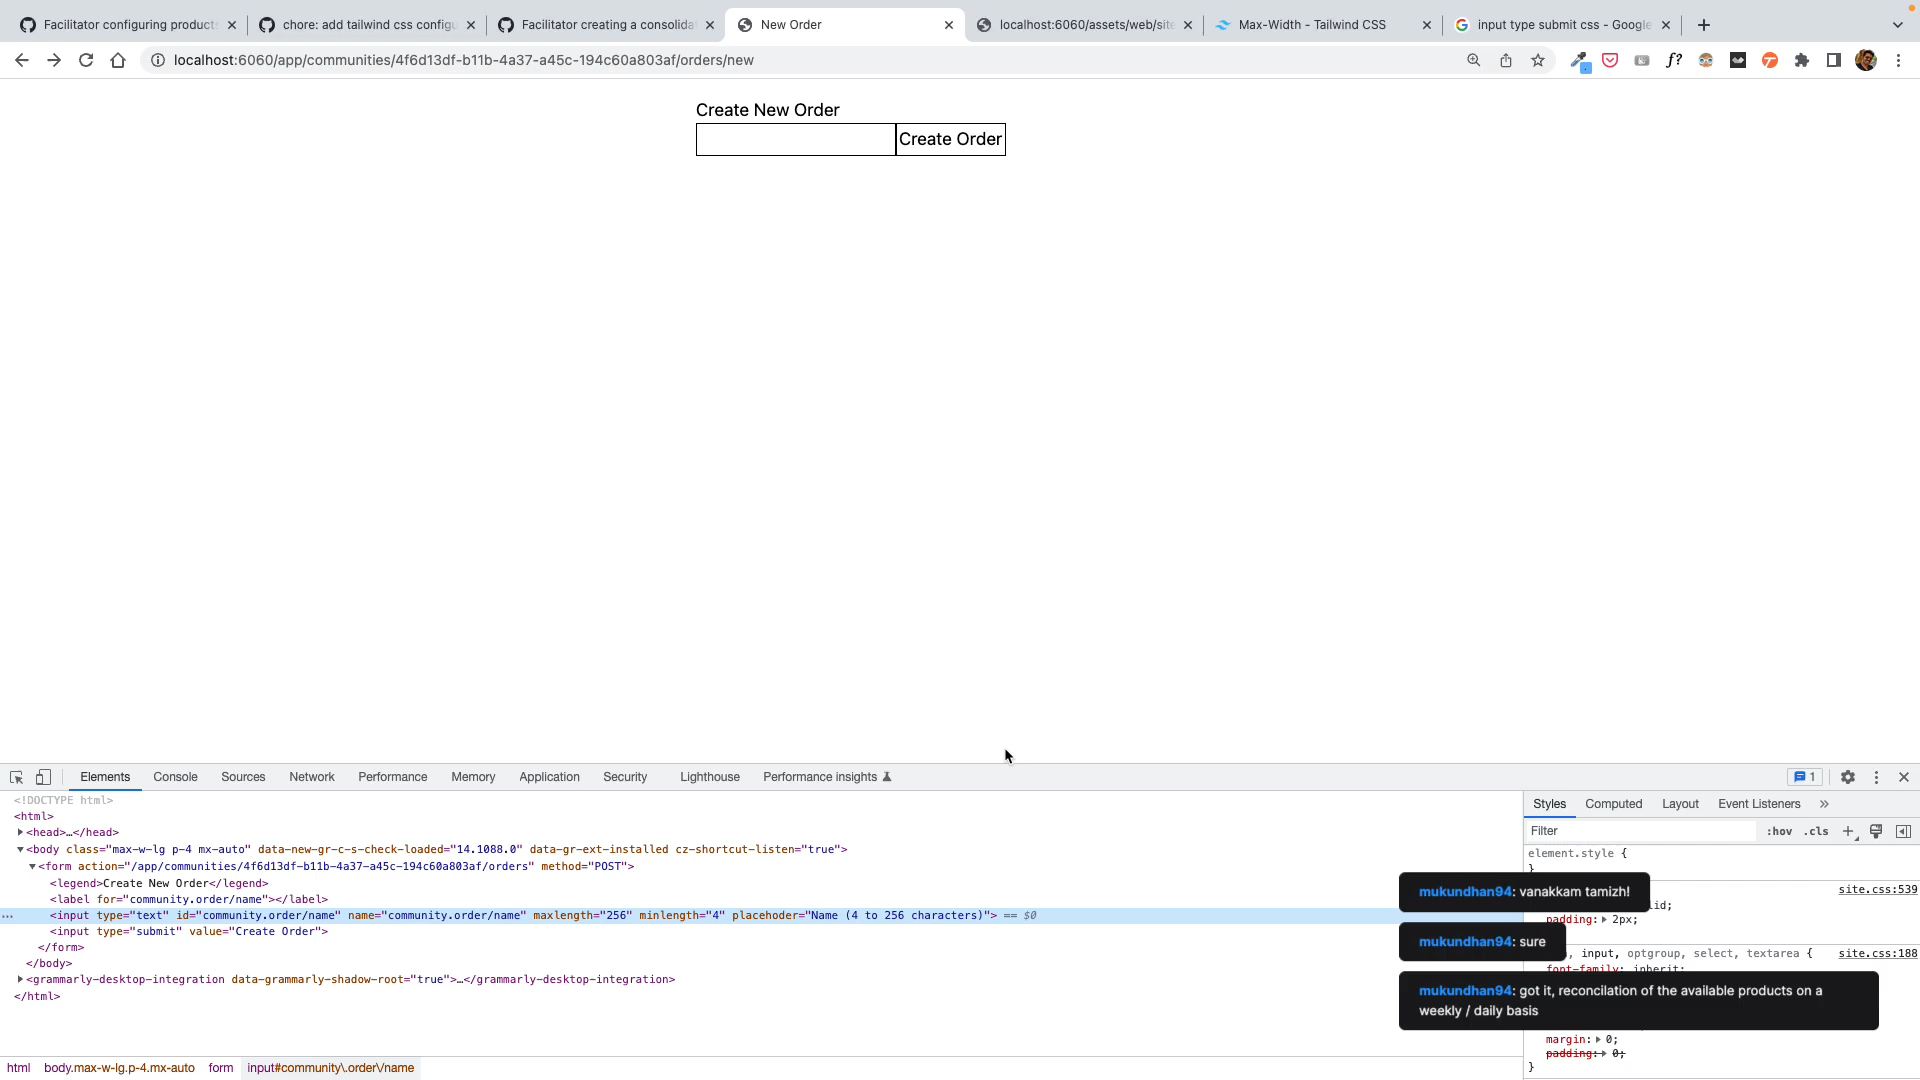 Facilitator configuring products
chore: add tailwind css configu
Facilitator creating a consolida
New Order
localhost:6060/assets/web/site
Max-Width - Tailwind CSS
input type submit css - Google
localhost:6060/app/communities/4f6d13df-b11b-4a37-a45c-194c60a803af/orders/new
f?
Create New Order
Create Order
Elements Console Sources Network Performance Memory Application Security Lighthouse Performance insights
1
<!DOCTYPE html>
<html>
<head>…</head>
<body class="max-w-lg p-4 mx-auto" data-new-gr-c-s-check-loaded="14.1088.0" data-gr-ext-installed cz-shortcut-listen="true">
<form action="/app/communities/4f6d13df-b11b-4a37-a45c-194c60a803af/orders" method="POST">
<legend>Create New Order</legend>
<label for="community.order/name"></label>
<input type="text" id="community.order/name" name="community.order/name" maxlength="256" minlength="4" placehoder="Name (4 to 256 characters)"> == $0
<input type="submit" value="Create Order">
</form>
</body>
<grammarly-desktop-integration data-grammarly-shadow-root="true">…</grammarly-desktop-integration>
</html>
html body.max-w-lg.p-4.mx-auto form input#community\.order\/name
Styles Computed Layout Event Listeners »
Filter :hov .cls
element.style {
}
site.css:539
lid;
padding: 2px;
, input, optgroup, select, textarea { site.css:188
font-family: inherit;
margin: 0;
padding: 0;
}
mukundhan94: vanakkam tamizh!
mukundhan94: sure
mukundhan94: got it, reconcilation of the available products on a
weekly / daily basis